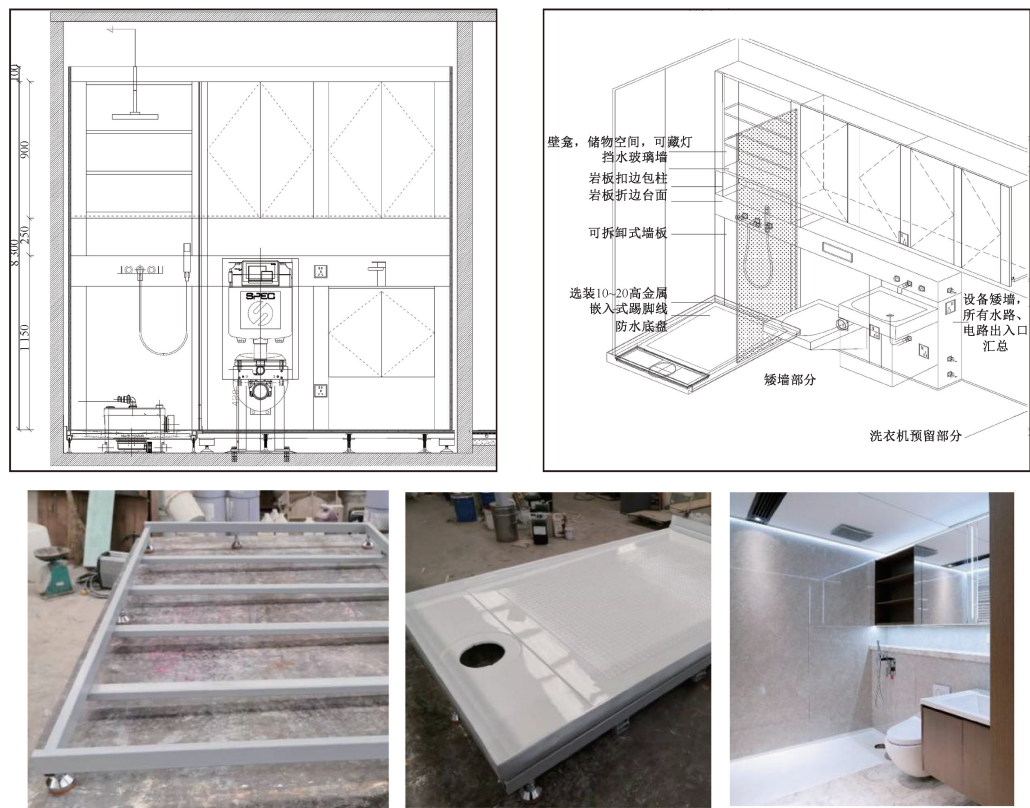 100
900
250
8 300
1 150
SPEC
420
壁龛，储物空间，可藏灯
挡水玻璃墙
岩板扣边包柱
岩板折边台面
可拆卸式墙板
选装10~20高金属
嵌入式踢脚线
防水底盘
设备矮墙，
所有水路、
电路出入口
汇总
矮墙部分
洗衣机预留部分